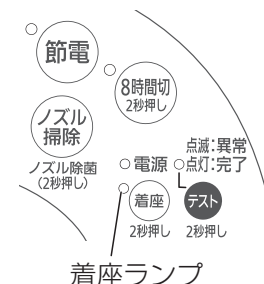 節電
8時間切
2秒押し
ノズル
掃除
ノズル除菌
(2秒押し)
電源
点滅:異常
点灯:完了
着座
テスト
2秒押し
2秒押し
着座ランプ